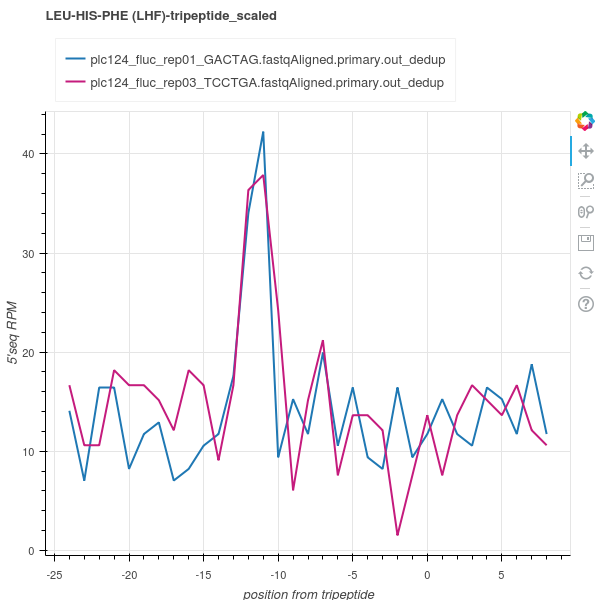 LEU-HIS-PHE (LHF)-tripeptide_scaled
plc124_fluc_rep01_GACTAG.fastqAligned.primary.out_dedup
plc124_fluc_rep03_TCCTGA.fastqAligned.primary.out_dedup
40
30
20
10
0
5'seq RPM
-25 -20 -15 -10 -5 0 5
position from tripeptide